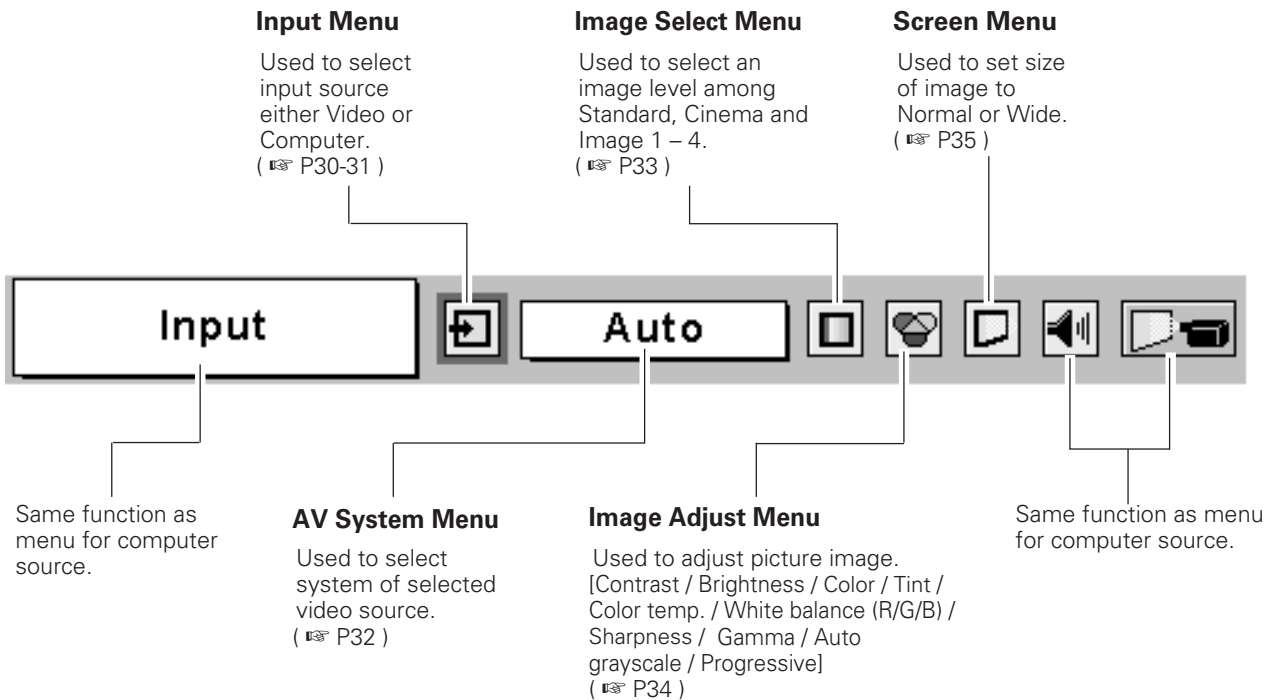 Input Menu
Used to select
input source
either Video or
Computer.
( ☞ P30-31 )
Image Select Menu
Used to select an
image level among
Standard, Cinema and
Image 1 – 4.
( ☞ P33 )
Screen Menu
Used to set size
of image to
Normal or Wide.
( ☞ P35 )
Input
Auto
Same function as
menu for computer
source.
AV System Menu
Used to select
system of selected
video source.
( ☞ P32 )
Image Adjust Menu
Used to adjust picture image.
[Contrast / Brightness / Color / Tint /
Color temp. / White balance (R/G/B) /
Sharpness / Gamma / Auto
grayscale / Progressive]
( ☞ P34 )
Same function as menu
for computer source.